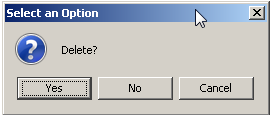 Select an Option
Delete?
Yes
No
Cancel